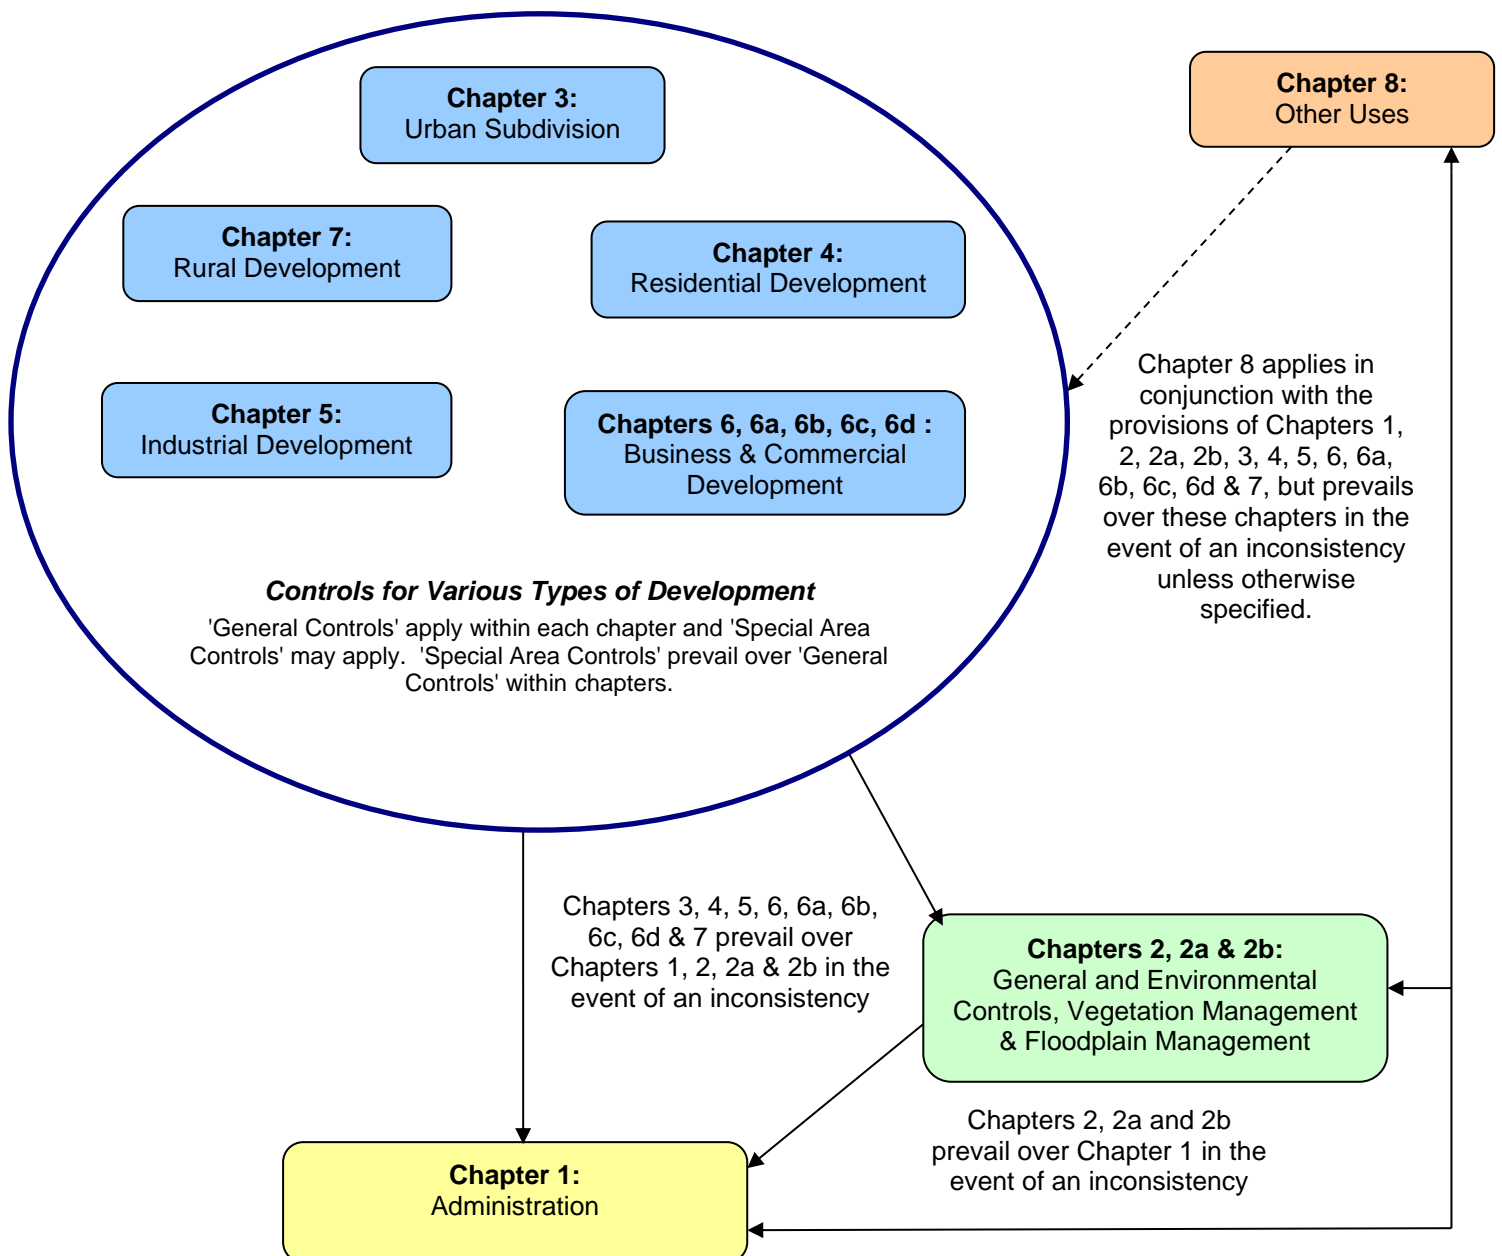 Chapter 3:
Urban Subdivision
Chapter 8:
Other Uses
Chapter 7:
Rural Development
Chapter 4:
Residential Development
Chapter 5:
Industrial Development
Chapters 6, 6a, 6b, 6c, 6d :
Business & Commercial
Development
Chapter 8 applies in
conjunction with the
provisions of Chapters 1,
2, 2a, 2b, 3, 4, 5, 6, 6a,
6b, 6c, 6d & 7, but prevails
over these chapters in the
event of an inconsistency
unless otherwise
specified.
Controls for Various Types of Development
'General Controls' apply within each chapter and 'Special Area
Controls' may apply.  'Special Area Controls' prevail over 'General
Controls' within chapters.
Chapters 3, 4, 5, 6, 6a, 6b,
6c, 6d & 7 prevail over
Chapters 1, 2, 2a & 2b in the
event of an inconsistency
Chapters 2, 2a & 2b:
General and Environmental
Controls, Vegetation Management
& Floodplain Management
Chapters 2, 2a and 2b
prevail over Chapter 1 in the
event of an inconsistency
Chapter 1:
Administration